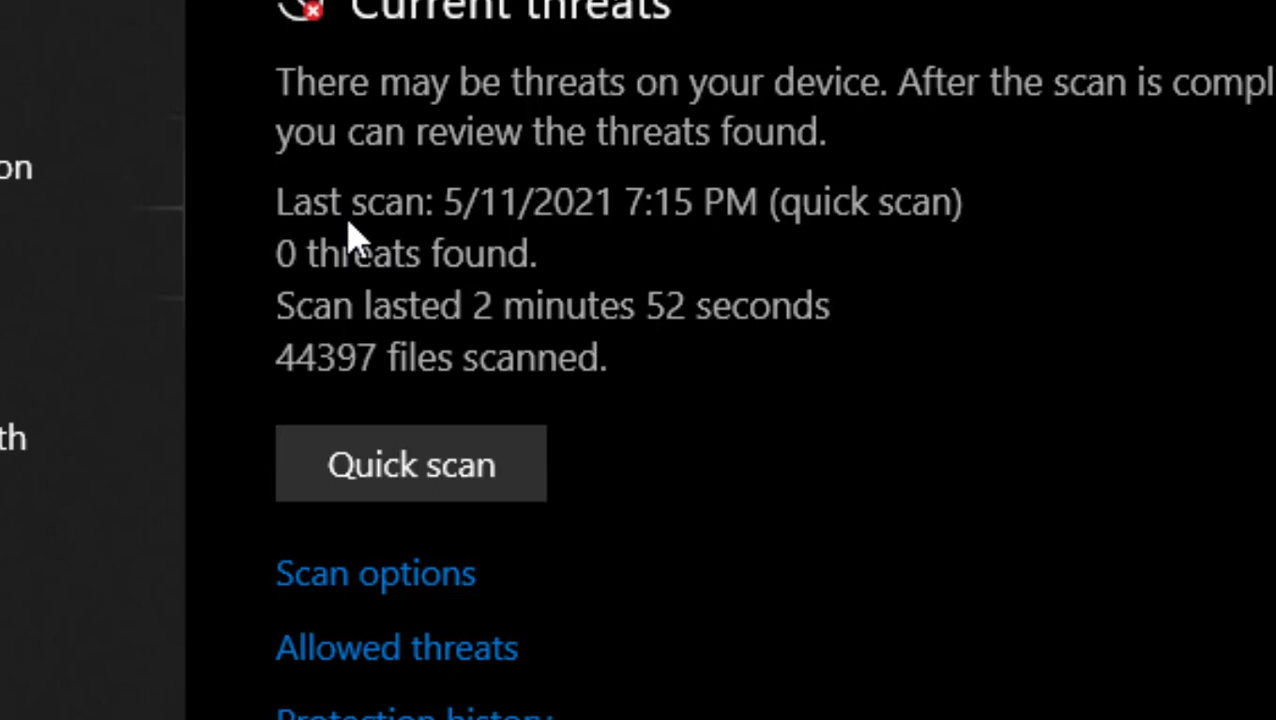 Current threats
There may be threats on your device. After the scan is compl
you can review the threats found.
on
Last scan: 5/11/2021 7:15 PM (quick scan)
0 threats found.
Scan lasted 2 minutes 52 seconds
44397 files scanned.
th
Quick scan
Scan options
Allowed threats
Protection history